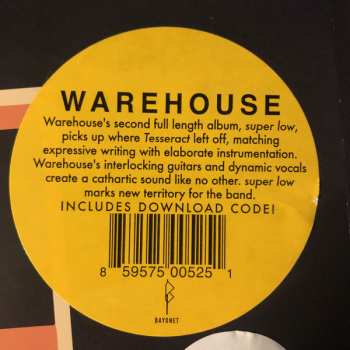 WAREHOUSE
Warehouse's second full length album, super low,
picks up where Tesseract left off, matching
expressive writing with elaborate instrumentation.
Warehouse's interlocking guitars and dynamic vocals
create a cathartic sound like no other. super low
marks new territory for the band.
INCLUDES DOWNLOAD CODE!
8 59575 00525 1
BAYONET